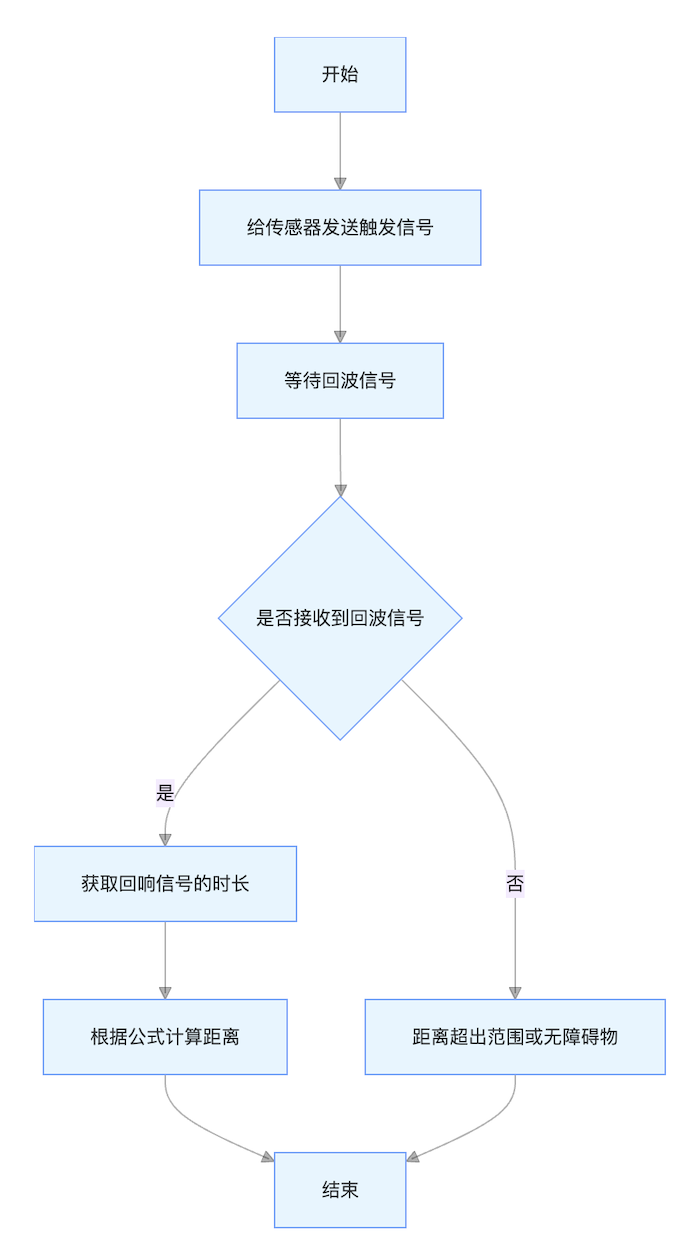 开始
给传感器发送触发信号
等待回波信号
是否接收到回波信号
是
获取回响信号的时长
否
根据公式计算距离
距离超出范围或无障碍物
结束